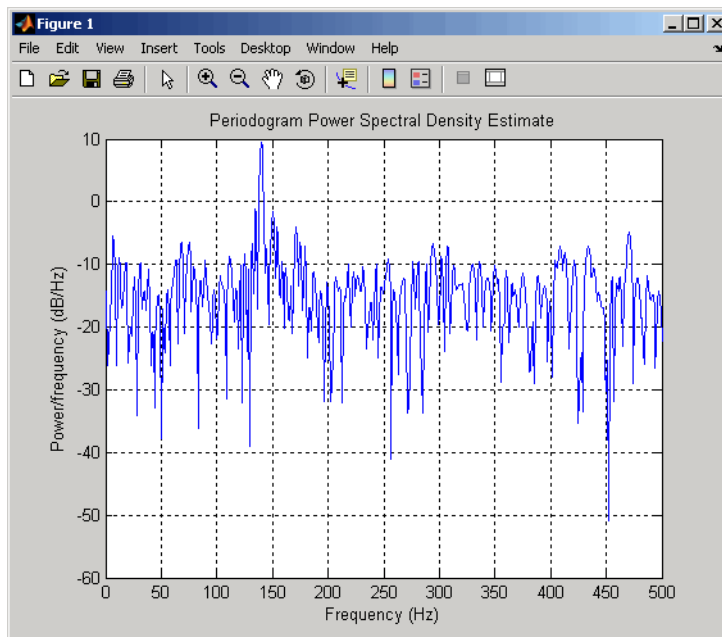 Figure 1
File Edit View Insert Tools Desktop Window Help
Periodogram Power Spectral Density Estimate
10
0
-10
-20
-30
-40
-50
-60
Power/frequency (dB/Hz)
0 50 100 150 200 250 300 350 400 450 500
Frequency (Hz)